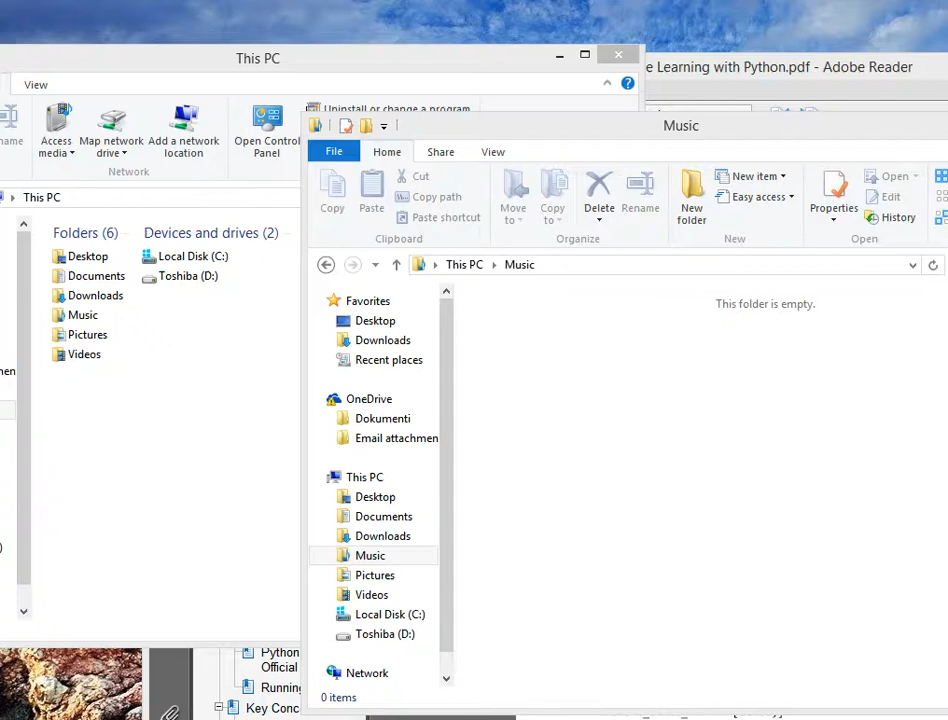 This PC
e Learning with Python.pdf - Adobe Reader
View
Uninstall or change a program
Access media
Map network drive
Add a network location
Open Control Panel
Network
This PC
Folders (6)
Devices and drives (2)
Desktop
Documents
Downloads
Music
Pictures
Videos
Local Disk (C:)
Toshiba (D:)
Music
File
Home
Share
View
Copy
Paste
Cut
Copy path
Paste shortcut
Clipboard
Move to
Copy to
Delete
Rename
Organize
New folder
New item
Easy access
New
Properties
Open
Edit
History
Open
This PC
Music
This folder is empty.
Favorites
Desktop
Downloads
Recent places
OneDrive
Dokumenti
Email attachmen
This PC
Desktop
Documents
Downloads
Music
Pictures
Videos
Local Disk (C:)
Toshiba (D:)
Network
0 items
Python
Official
Running
Key Conc